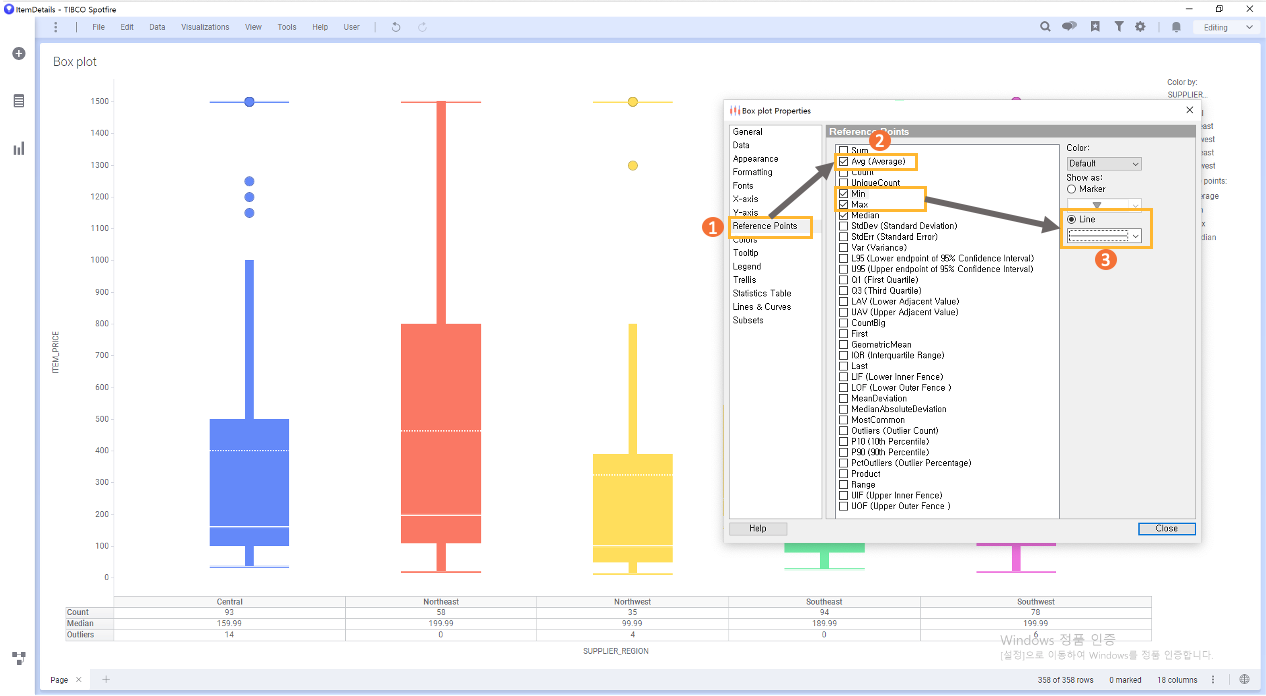 ItemDetails - TIBCO Spotfire
File Edit Data Visualizations View Tools Help User
Editing
Box plot
1500
1400
1300
1200
1100
1000
900
800
700
600
500
400
300
200
100
0
ITEM_PRICE
Central Northeast Northwest Southeast Southwest
Count 93 58 35 94 78
Median 159.99 199.99 99.99 189.99 199.99
Outliers 14 0 4 0 6
SUPPLIER_REGION
Color by:
SUPPLIER...
Box plot Properties
General
Data
Appearance
Formatting
Fonts
X-axis
Y-axis
Reference Points
Colors
Tooltip
Legend
Trellis
Statistics Table
Lines & Curves
Subsets
1
Reference Points
2
Sum
Avg (Average)
Count
UniqueCount
Min
Max
Median
StdDev (Standard Deviation)
StdErr (Standard Error)
Var (Variance)
L95 (Lower endpoint of 95% Confidence Interval)
U95 (Upper endpoint of 95% Confidence Interval)
Q1 (First Quartile)
Q3 (Third Quartile)
LAV (Lower Adjacent Value)
UAV (Upper Adjacent Value)
CountBig
First
GeometricMean
IQR (Interquartile Range)
Last
LIF (Lower Inner Fence)
LOF (Lower Outer Fence )
MeanDeviation
MedianAbsoluteDeviation
MostCommon
Outliers (Outlier Count)
P10 (10th Percentile)
P90 (90th Percentile)
PctOutliers (Outlier Percentage)
Product
Range
UIF (Upper Inner Fence)
UOF (Upper Outer Fence )
Color:
Default
Show as:
Marker
Line
3
Help
Close
Windows 정품 인증
[설정]으로 이동하여 Windows를 정품 인증합니다.
Page
358 of 358 rows 0 marked 18 columns